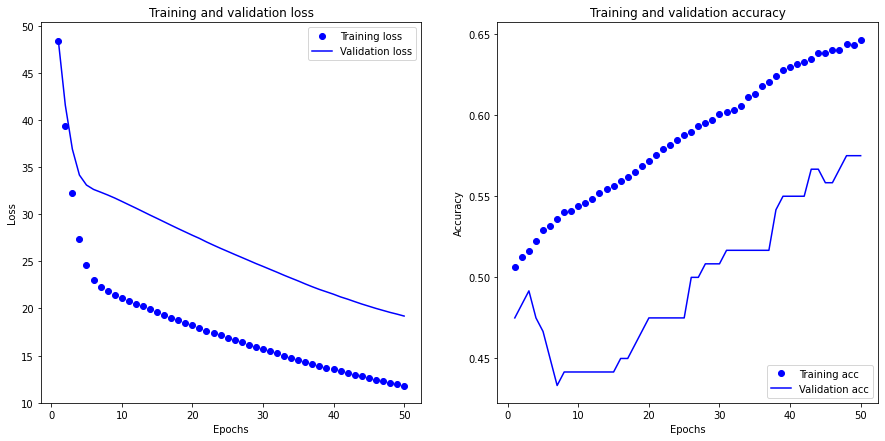 Training and validation loss
50
45
40
35
30
25
20
15
10
Loss
0
10
20
30
40
50
Epochs
Training loss
Validation loss
Training and validation accuracy
0.65
0.60
0.55
0.50
0.45
Accuracy
0
10
20
30
40
50
Epochs
Training acc
Validation acc